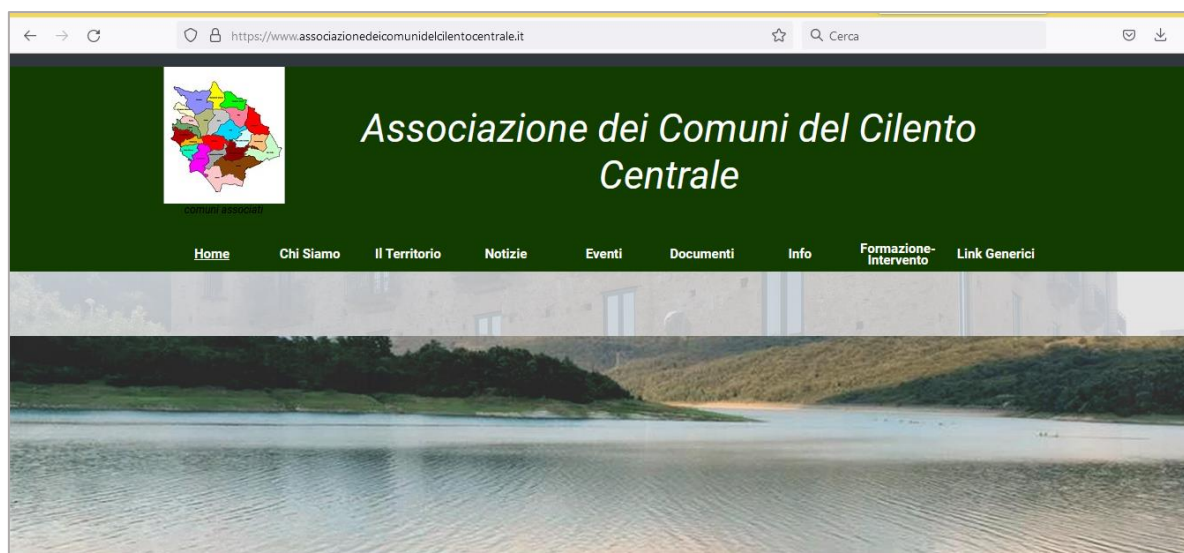 https://www.associazionedeicomunidelcilentocentrale.it
Cerca
Associazione dei Comuni del Cilento
Centrale
comuni associati
Home Chi Siamo Il Territorio Notizie Eventi Documenti Info Formazione- Link Generici
Intervento